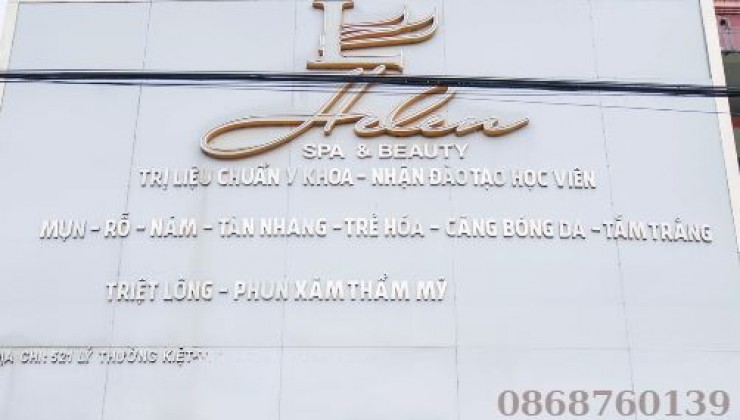 Helen
SPA & BEAUTY
TRỊ LIỆU CHUẨN Y KHOA - NHẬN ĐÀO TẠO HỌC VIÊN
MỤN - RỖ - NÁM - TÀN NHANG - TRẺ HÓA - CĂNG BÓNG DA - TẮM TRẮNG
TRIỆT LÔNG - PHUN XĂM THẨM MỸ
ĐỊA CHỈ: 521 LÝ THƯỜNG KIỆT
0868760139